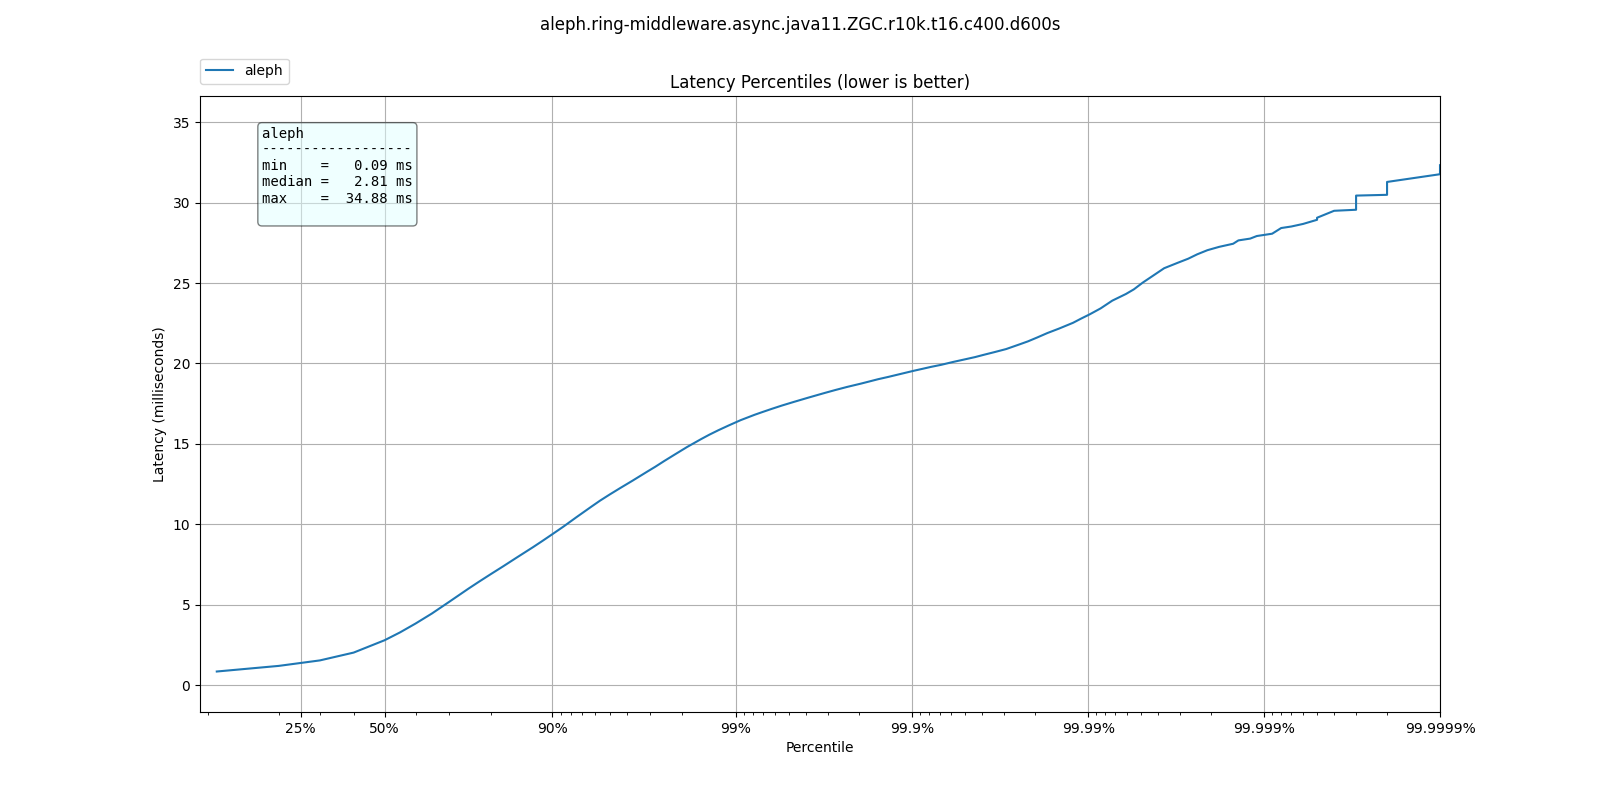 aleph.ring-middleware.async.java11.ZGC.r10k.t16.c400.d600s
aleph
Latency Percentiles (lower is better)
aleph
------------------
min    =   0.09 ms
median =   2.81 ms
max    =  34.88 ms
35
30
25
20
15
10
5
0
Latency (milliseconds)
25% 50% 90% 99% 99.9% 99.99% 99.999% 99.9999%
Percentile